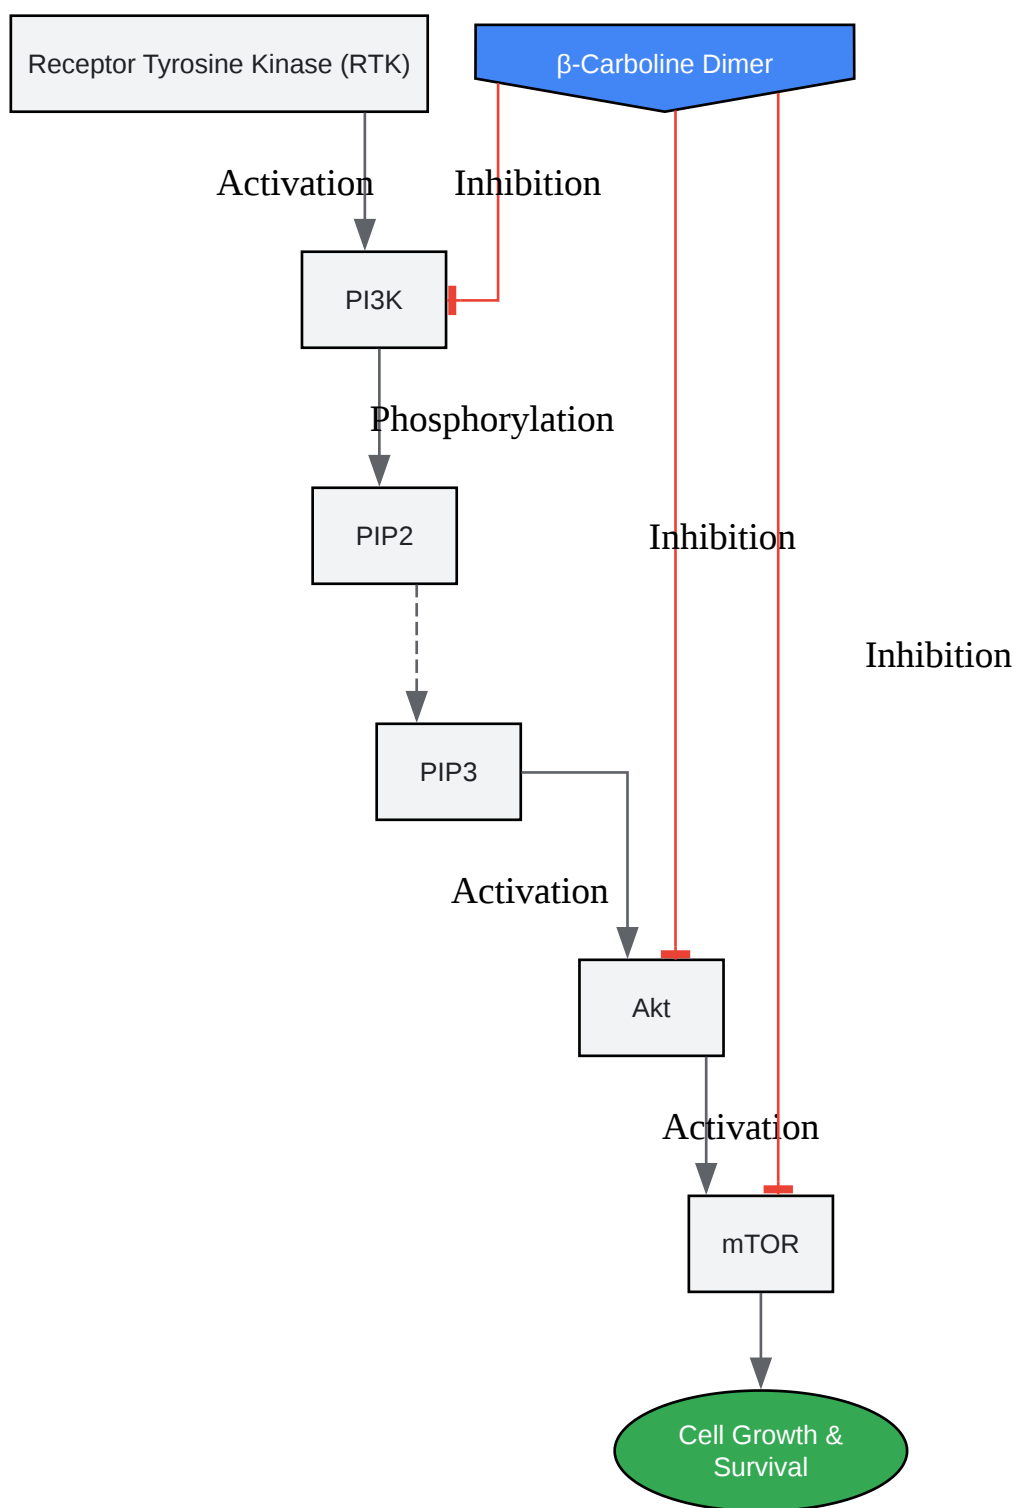 Receptor Tyrosine Kinase (RTK)
β-Carboline Dimer
Activation
Inhibition
PI3K
Phosphorylation
PIP2
Inhibition
Inhibition
PIP3
Activation
Akt
Activation
mTOR
Cell Growth &
Survival